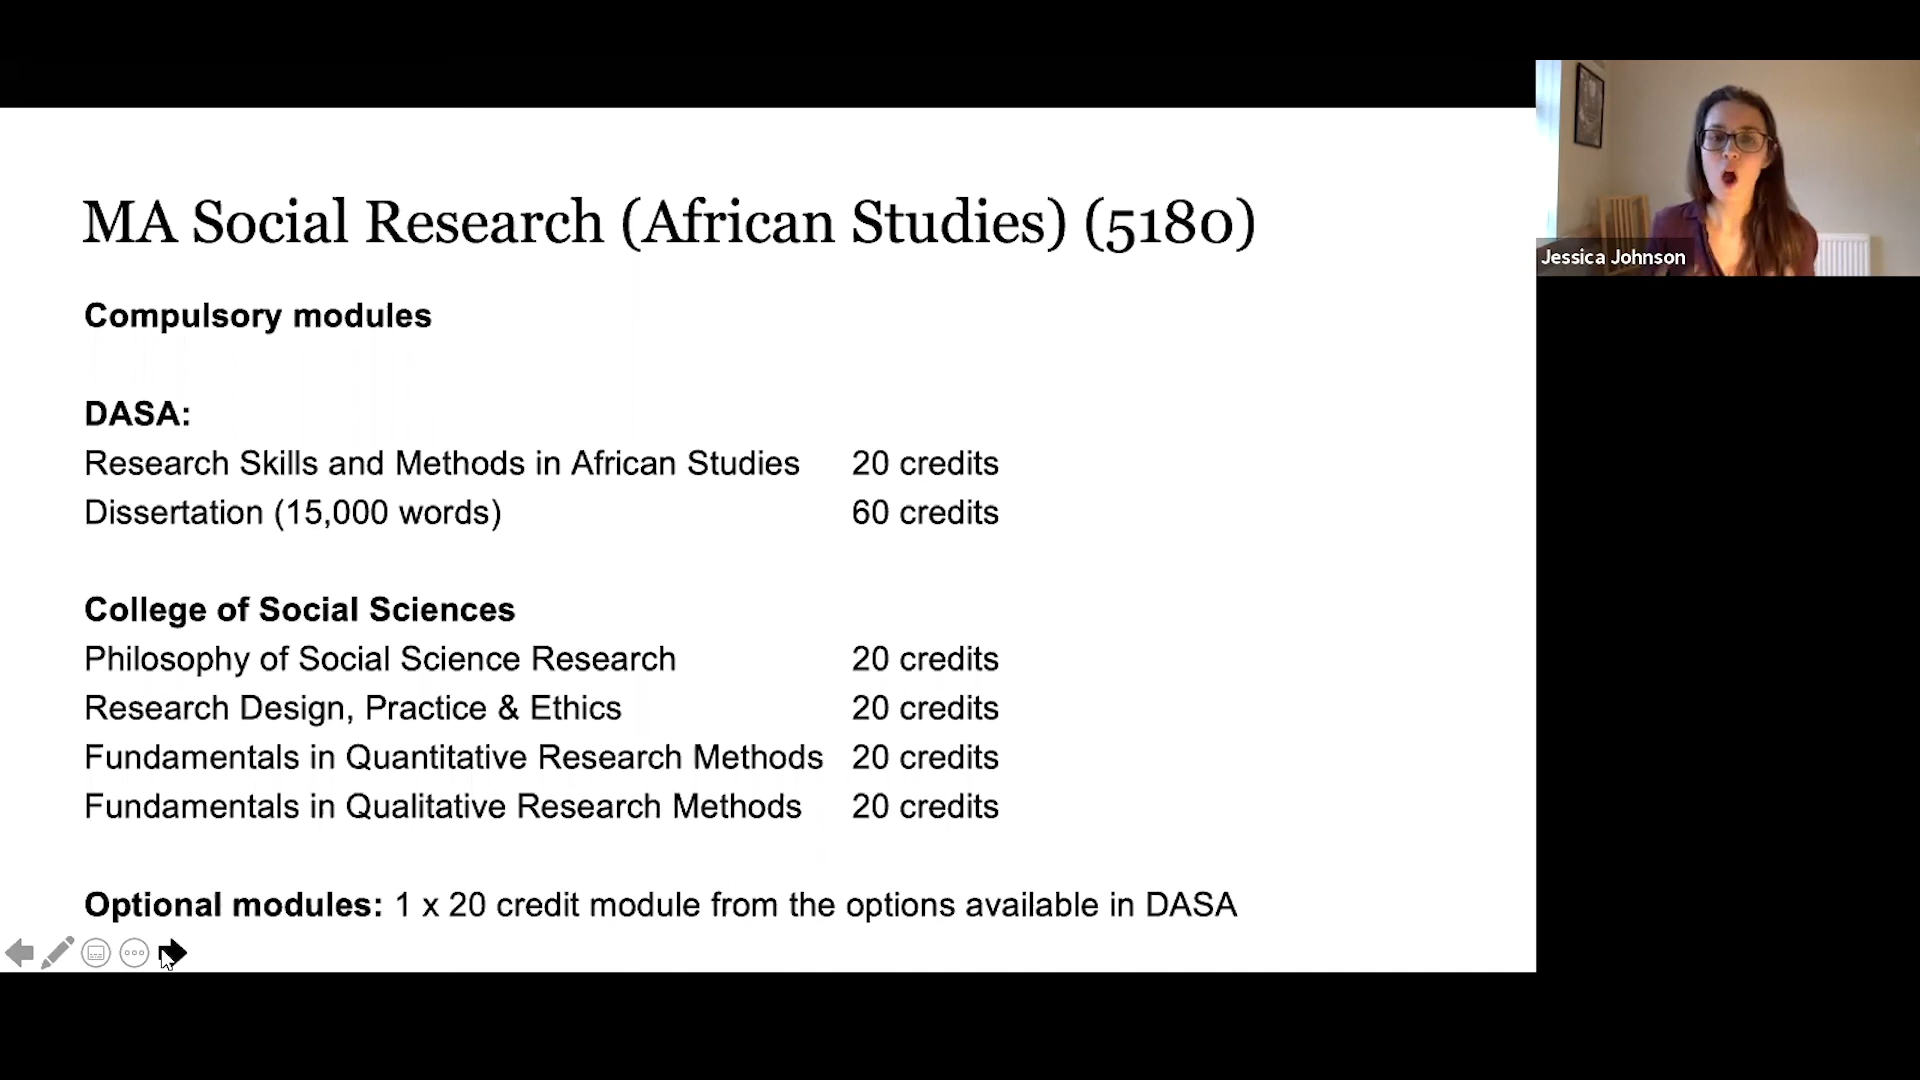 MA Social Research (African Studies) (5180)
Compulsory modules
DASA:
Research Skills and Methods in African Studies 20 credits
Dissertation (15,000 words) 60 credits
College of Social Sciences
Philosophy of Social Science Research 20 credits
Research Design, Practice & Ethics 20 credits
Fundamentals in Quantitative Research Methods 20 credits
Fundamentals in Qualitative Research Methods 20 credits
Optional modules: 1 x 20 credit module from the options available in DASA
Jessica Johnson